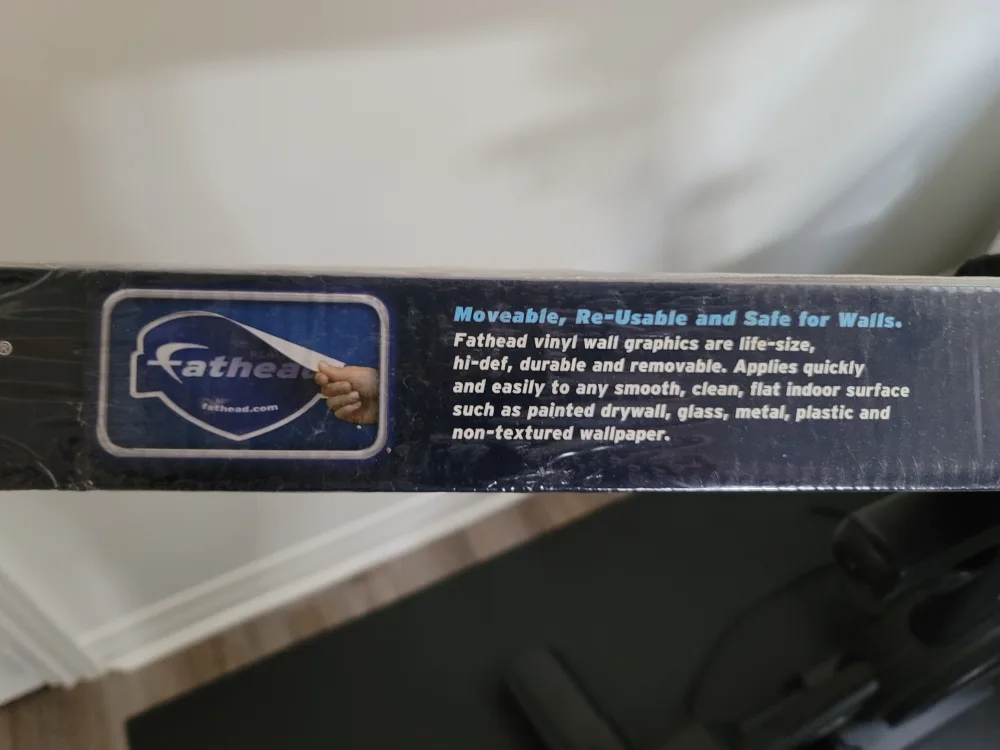 ®
Fathead
fathead.com
Moveable, Re-Usable and Safe for Walls.
Fathead vinyl wall graphics are life-size,
hi-def, durable and removable. Applies quickly
and easily to any smooth, clean, flat indoor surface
such as painted drywall, glass, metal, plastic and
non-textured wallpaper.